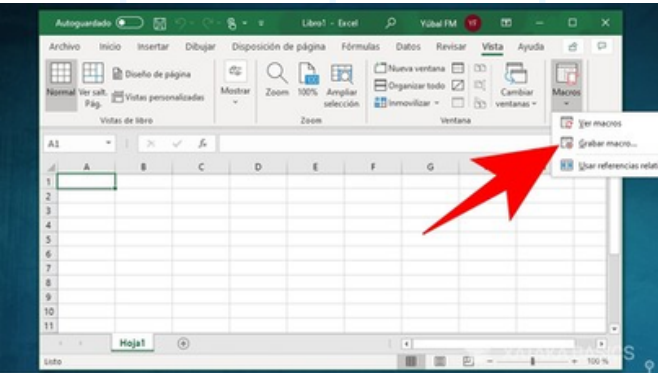 Autoguardado Libro1 - Excel Yúbal FM YF
Archivo Inicio Insertar Dibujar Disposición de página Fórmulas Datos Revisar Vista Ayuda
Normal Ver salt. Pág. Diseño de página Vistas personalizadas
Mostrar
Zoom 100% Ampliar selección
Nueva ventana
Organizar todo
Inmovilizar
Cambiar ventanas
Macros
Vistas de libro Zoom Ventana
Ver macros
Grabar macro...
Usar referencias relati
A1 fx
A B C D E F G
1
2
3
4
5
6
7
8
9
10
11
Hoja1
Listo 100 %
XATAKA BASICS